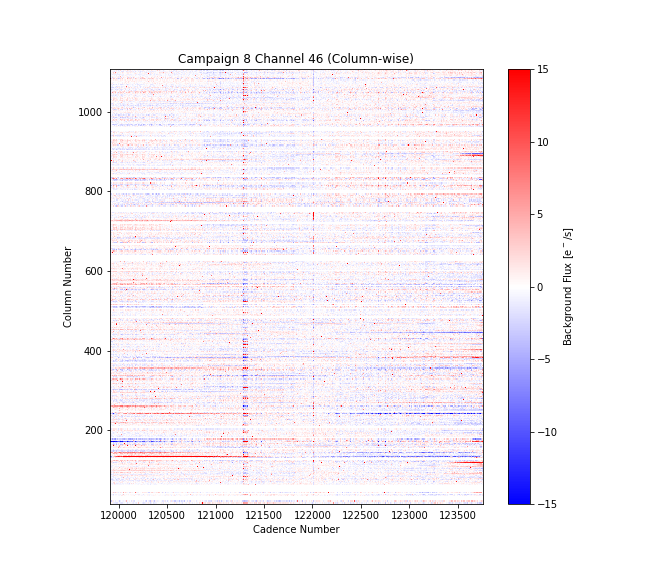 Campaign 8 Channel 46 (Column-wise)
1000
800
600
400
200
Column Number
120000 120500 121000 121500 122000 122500 123000 123500
Cadence Number
15
10
5
0
−5
−10
−15
Background Flux [e⁻/s]